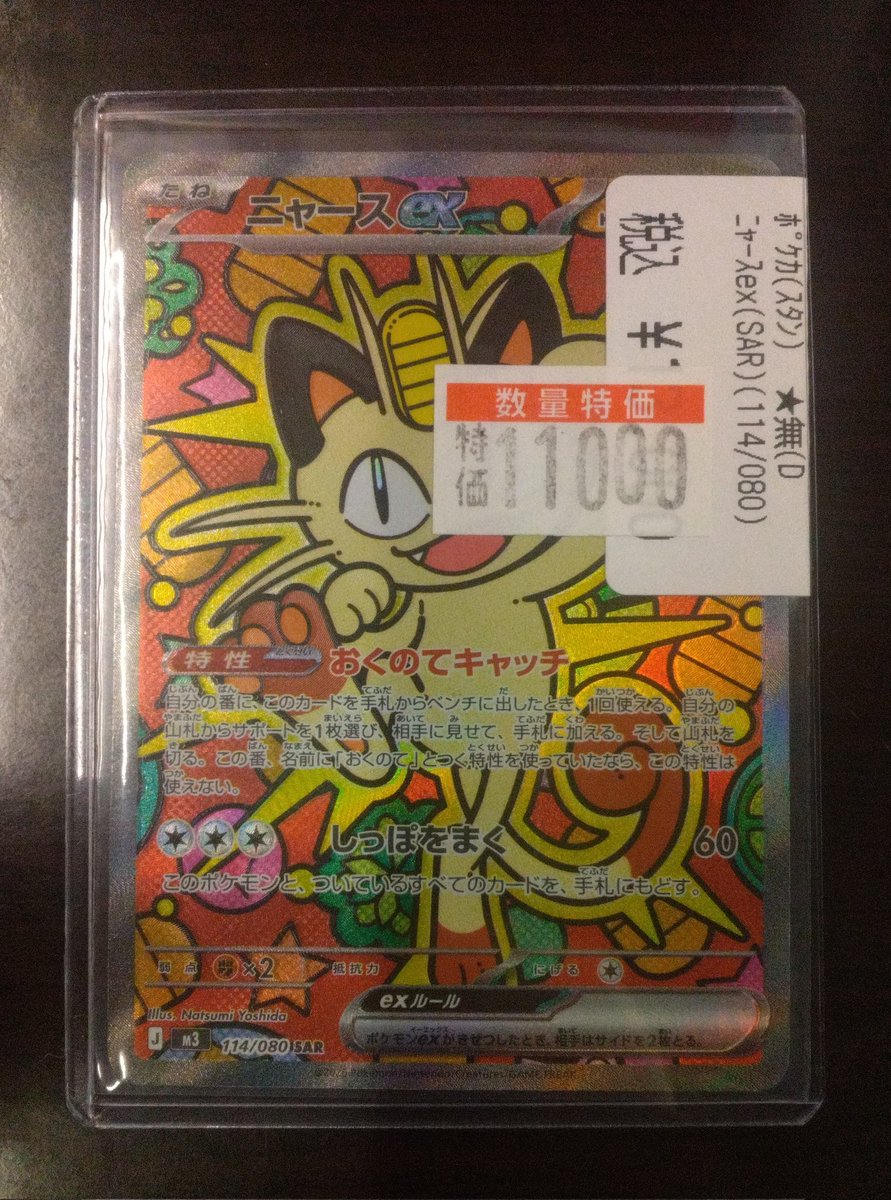 たね
ニャースex
ポケカ(スタン) ★無(D
ニャースex(SAR)(114/080)
税込 ¥
数量特価
特価11000
特性 おくのてキャッチ
自分の番に、このカードを手札からベンチに出したとき、1回使える。自分の
山札からサポートを1枚選び、相手に見せて、手札に加える。そして山札を
切る。この番、名前に「おくのて」とつく特性を使っていたなら、この特性は
使えない。
しっぽをまく 60
このポケモンと、ついているすべてのカードを、手札にもどす。
弱点 ×2 抵抗力 にげる
Illus. Natsumi Yoshida
exルール
ポケモンexがきぜつしたとき、相手はサイドを2枚とる。
J M3 114/080 SAR